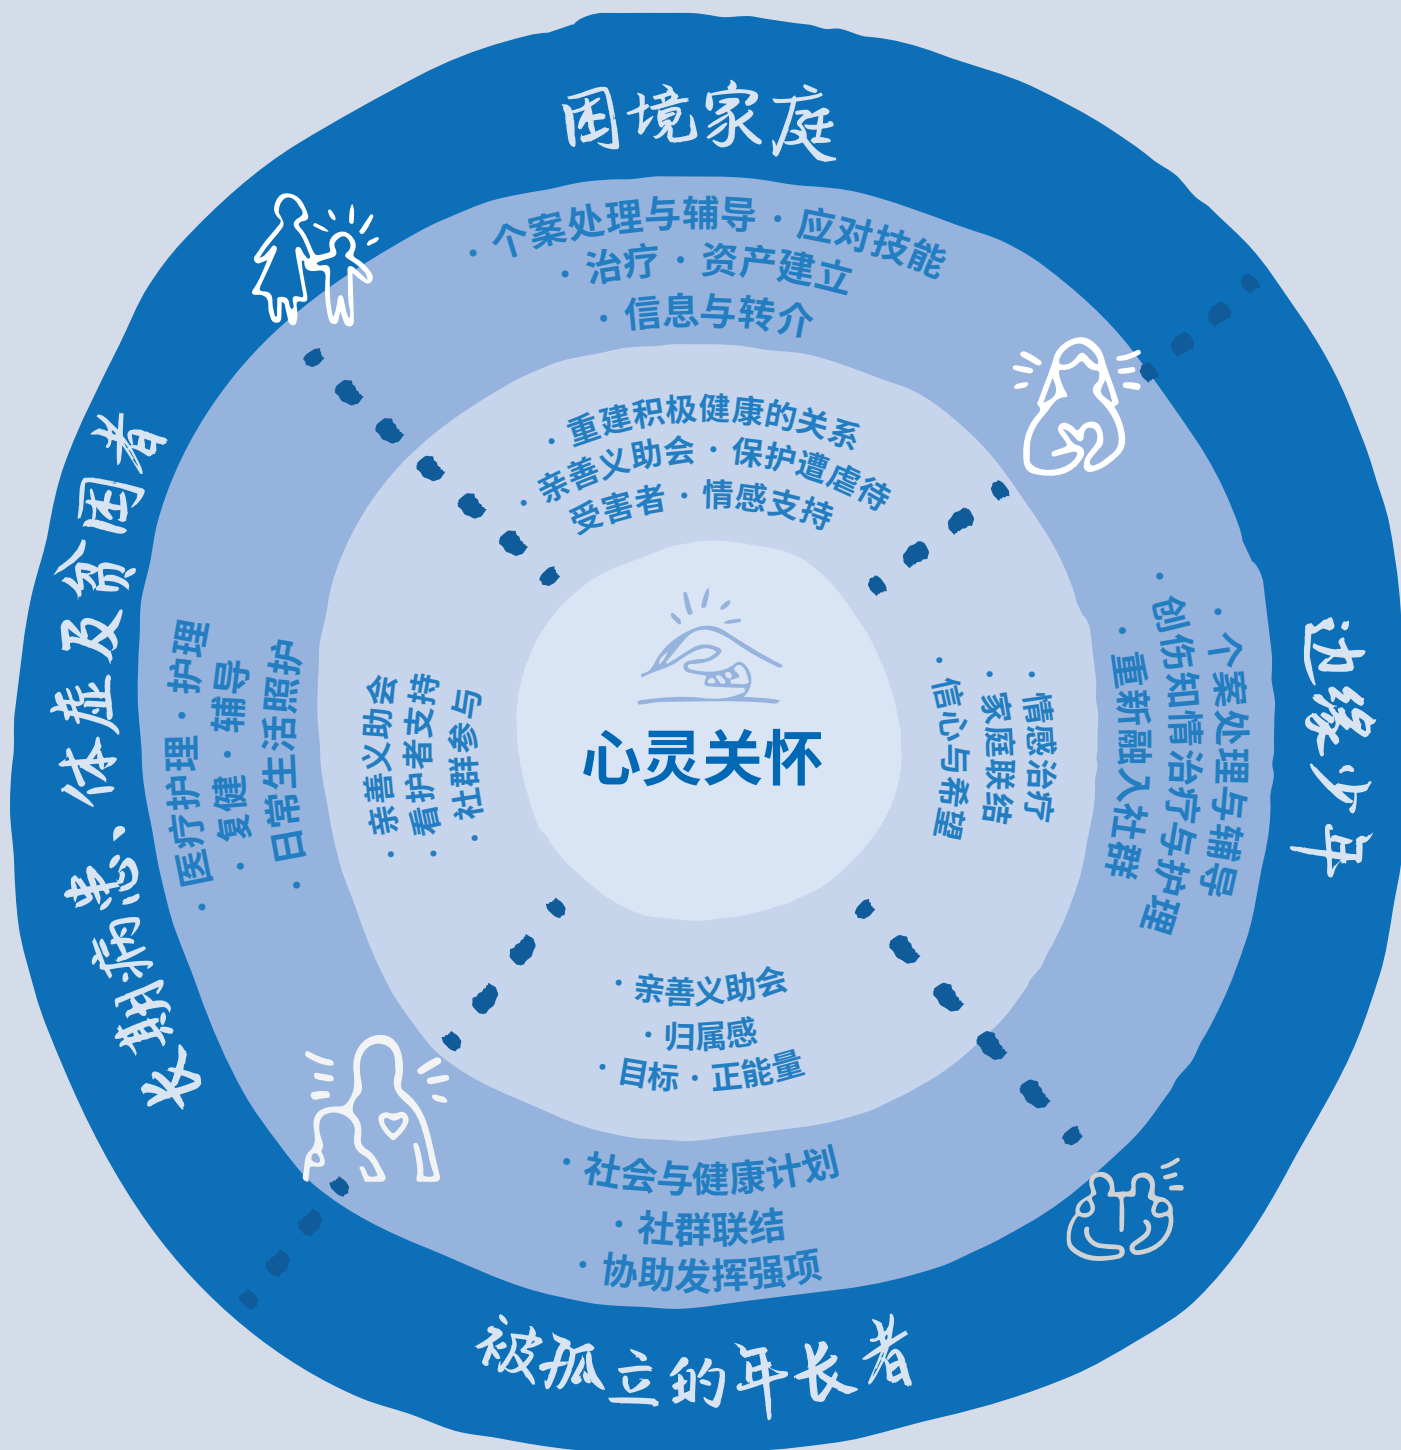 困境家庭
· 个案处理与辅导 · 应对技能
· 治疗 · 资产建立
· 信息与转介
· 重建积极健康的关系
· 亲善义助会 · 保护遭虐待
受害者 · 情感支持
边缘少年
· 个案处理与辅导
· 创伤知情治疗与护理
· 重新融入社群
· 情感治疗
· 家庭联结
· 信心与希望
心灵关怀
· 亲善义助会
· 归属感
· 目标 · 正能量
· 社会与健康计划
· 社群联结
· 协助发挥强项
被孤立的年长者
长期病患、体虚及贫困者
· 医疗护理 · 护理
· 复健 · 辅导
· 日常生活照护
· 亲善义助会
· 看护者支持
· 社群参与